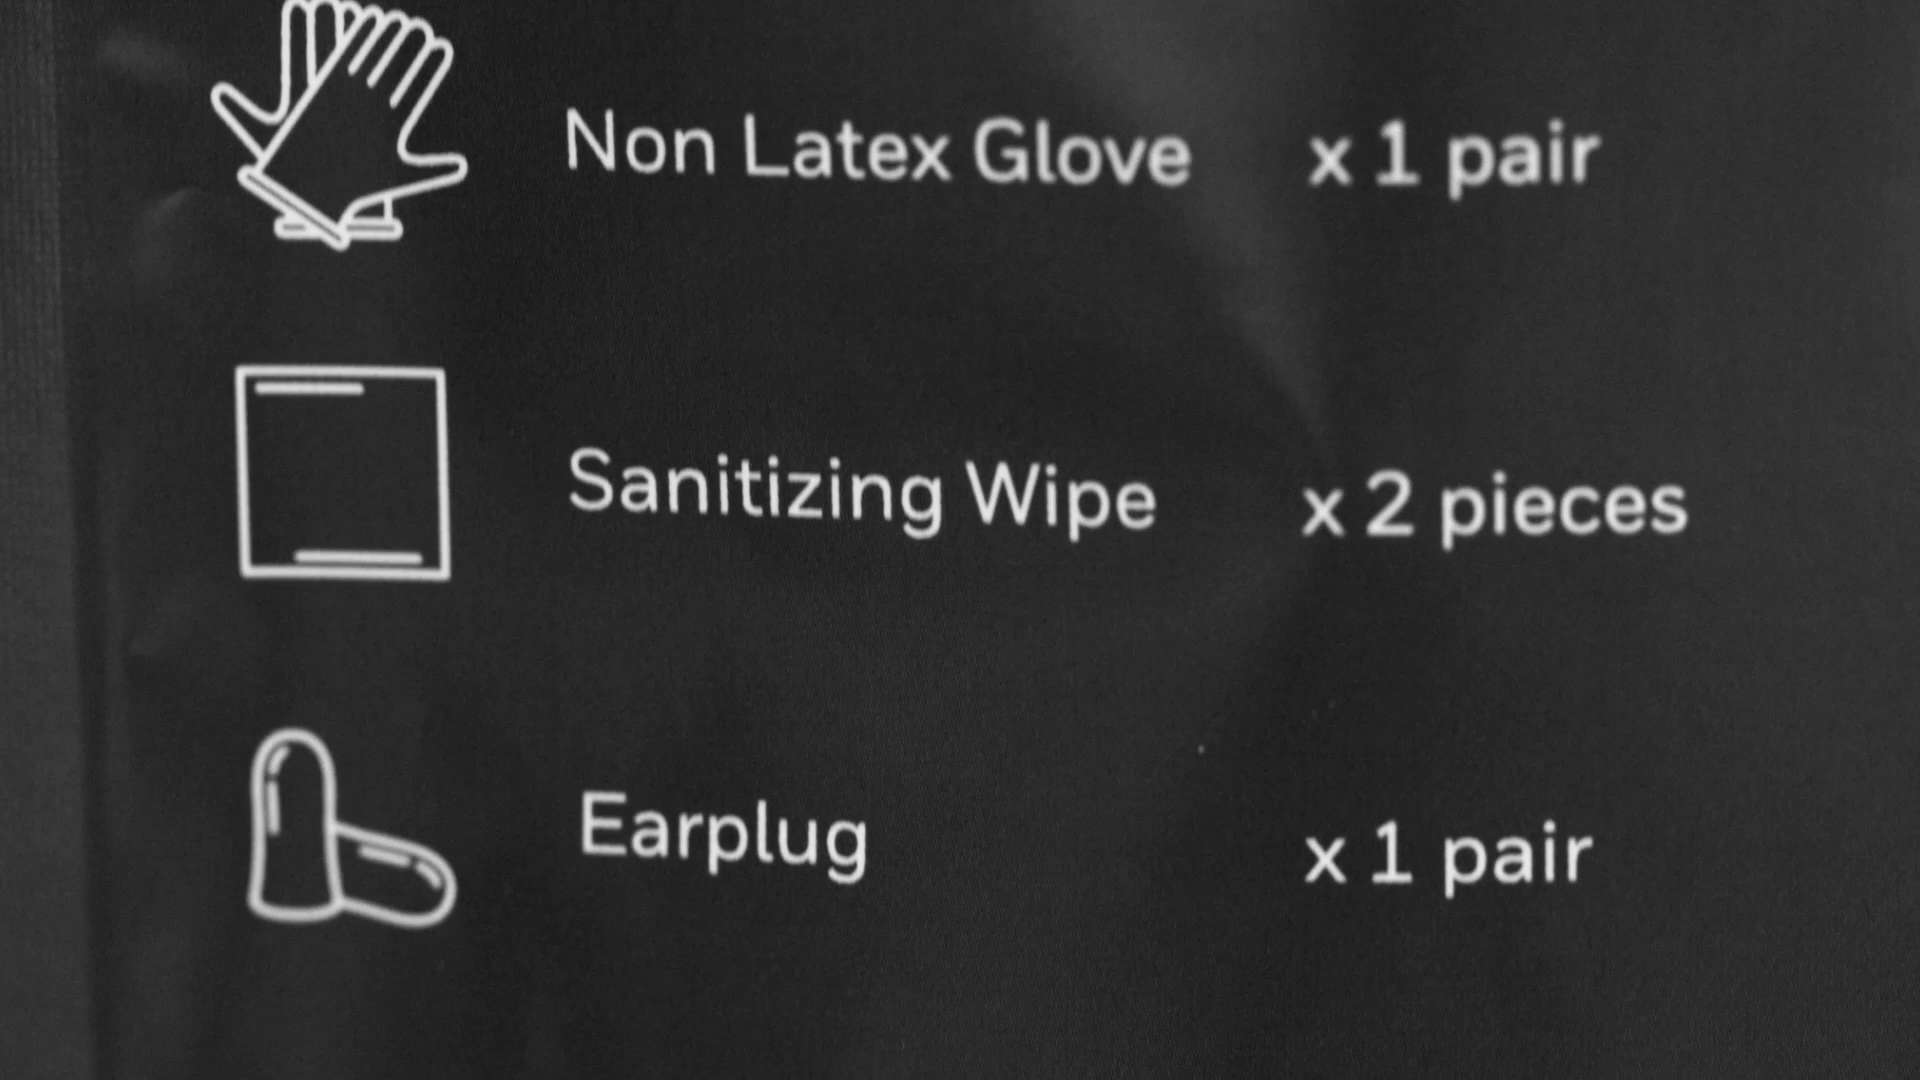 Non Latex Glove x 1 pair
Sanitizing Wipe x 2 pieces
Earplug x 1 pair